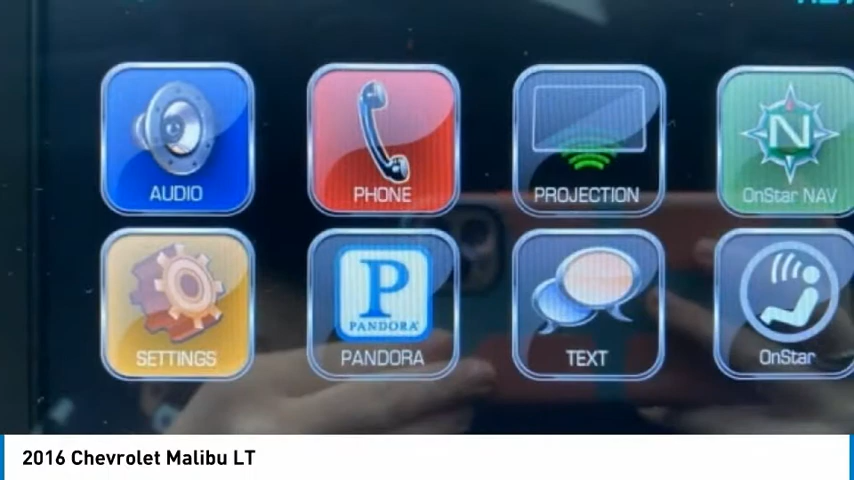 AUDIO
PHONE
PROJECTION
N
OnStar NAV
SETTINGS
P
PANDORA
PANDORA
TEXT
OnStar
2016 Chevrolet Malibu LT